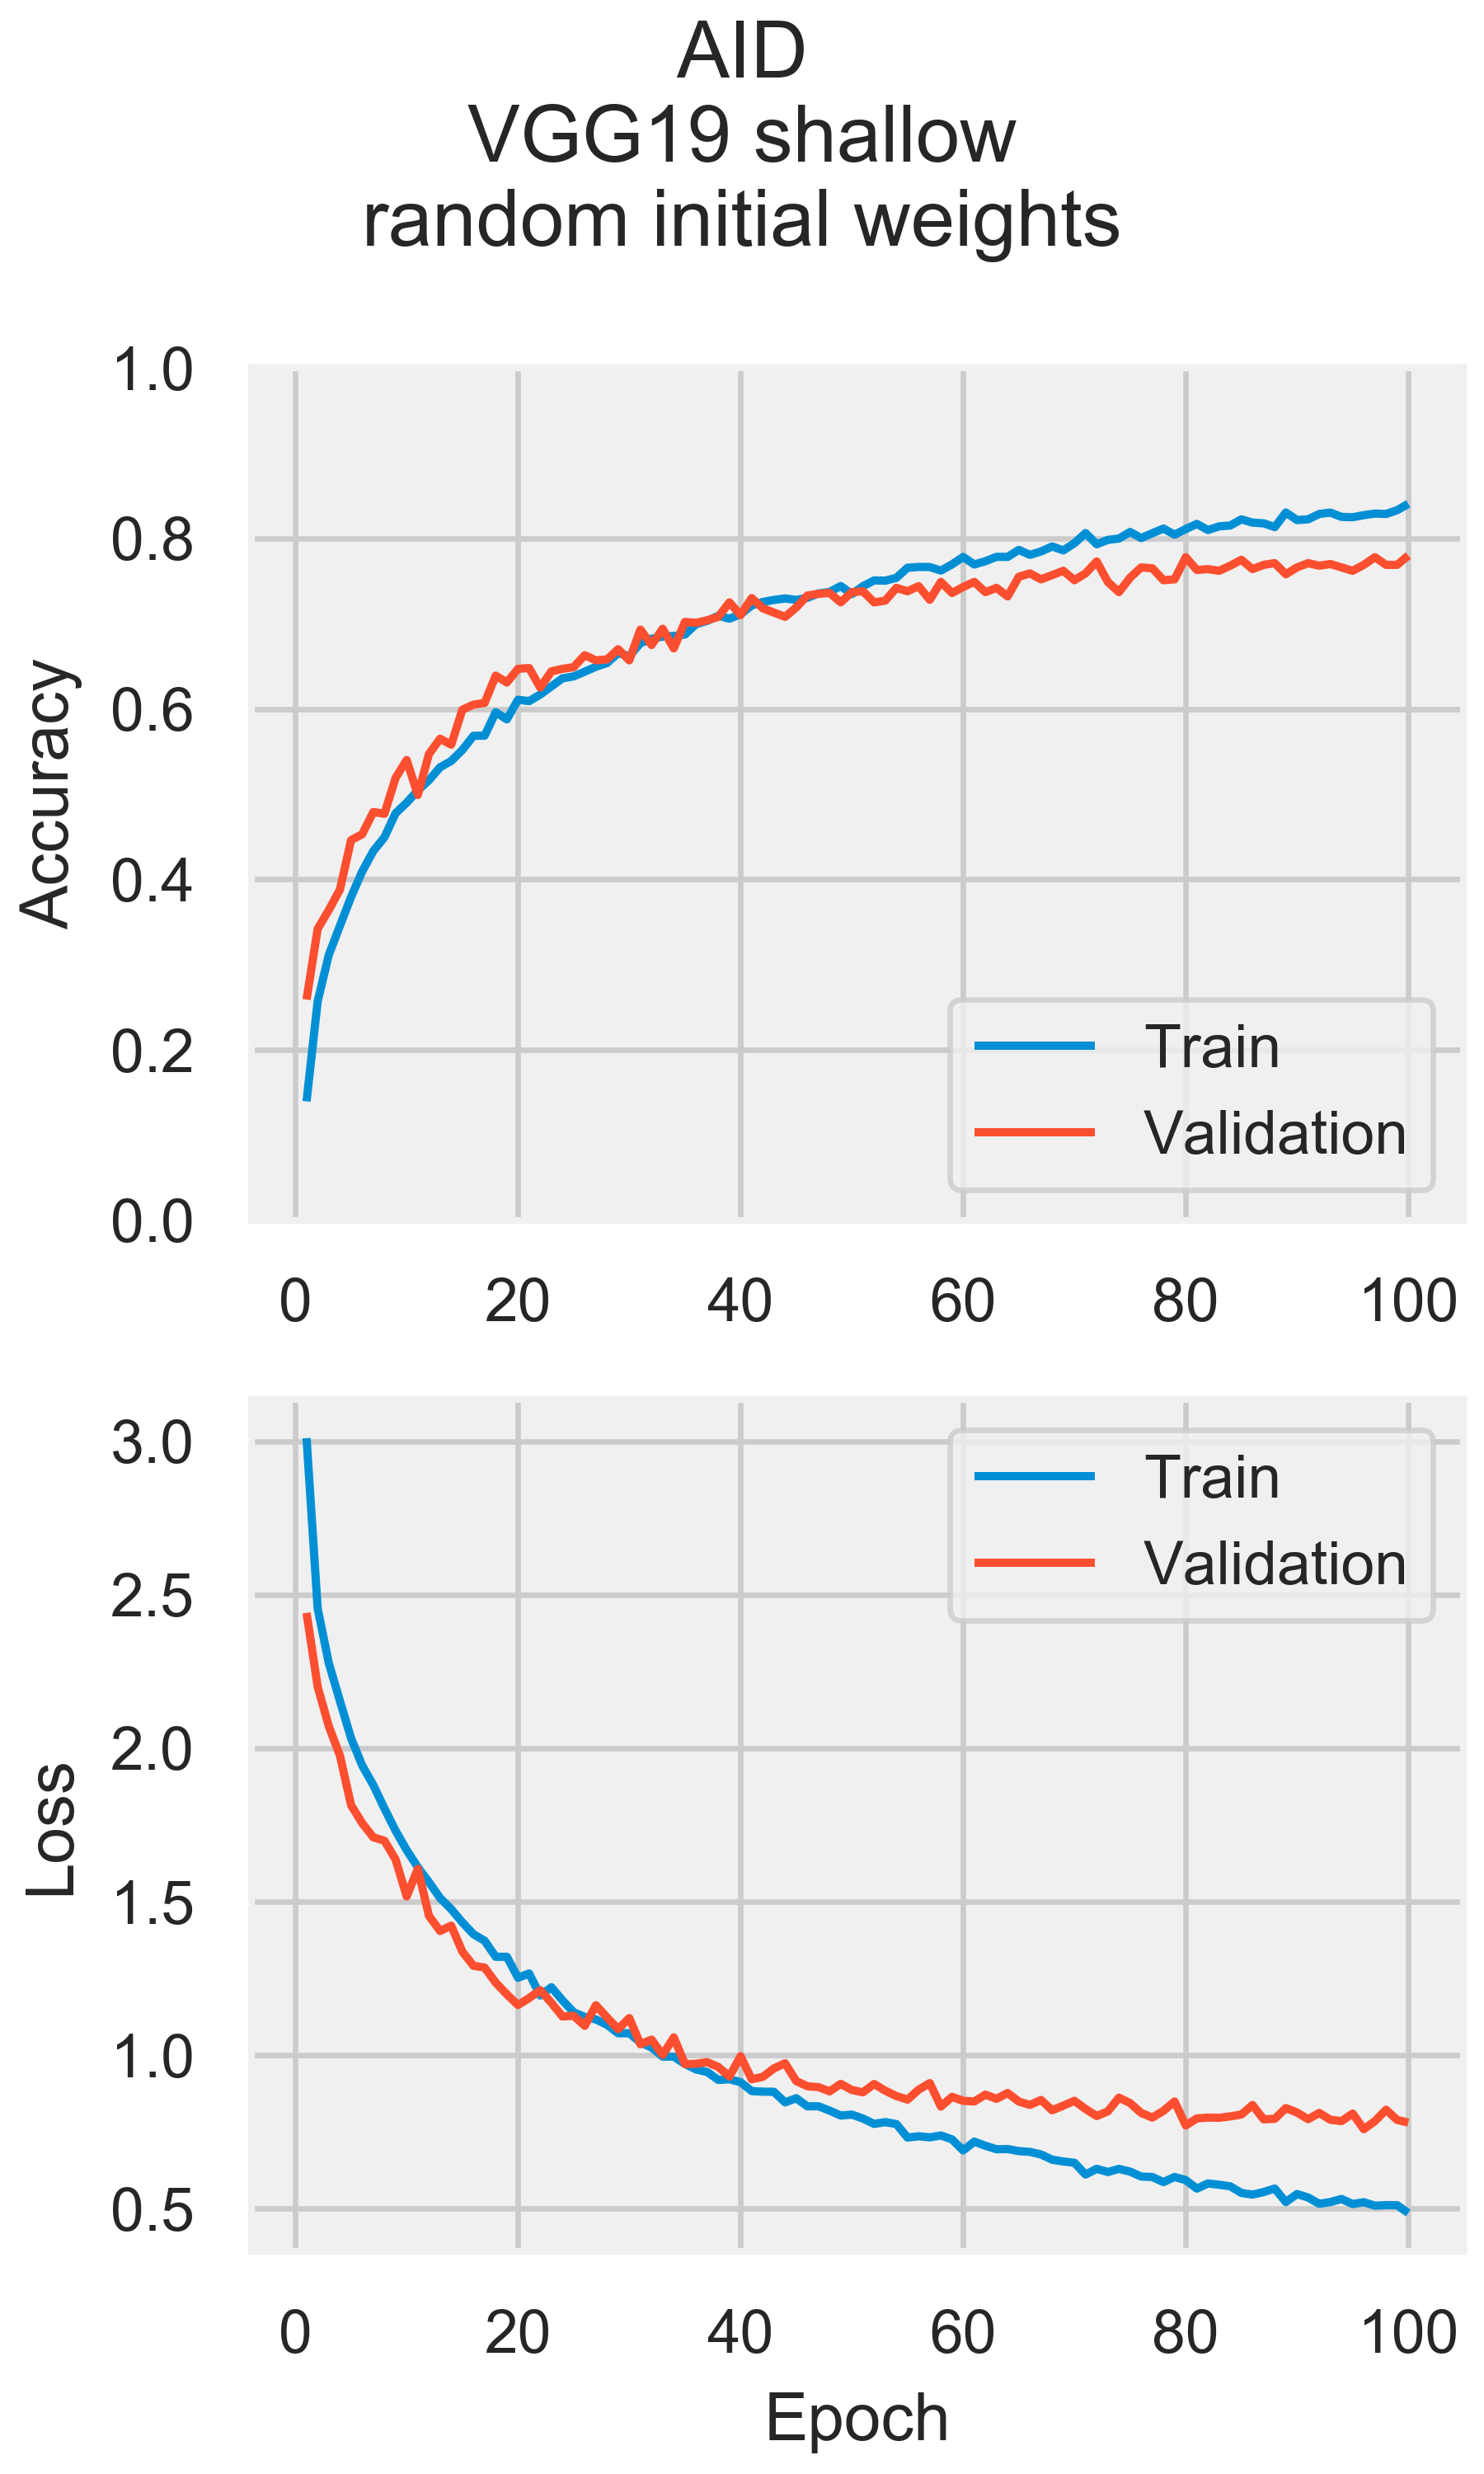 AID
VGG19 shallow
random initial weights
1.0
0.8
0.6
0.4
0.2
0.0
Accuracy
Train
Validation
0 20 40 60 80 100
3.0
2.5
2.0
1.5
1.0
0.5
Loss
Train
Validation
0 20 40 60 80 100
Epoch